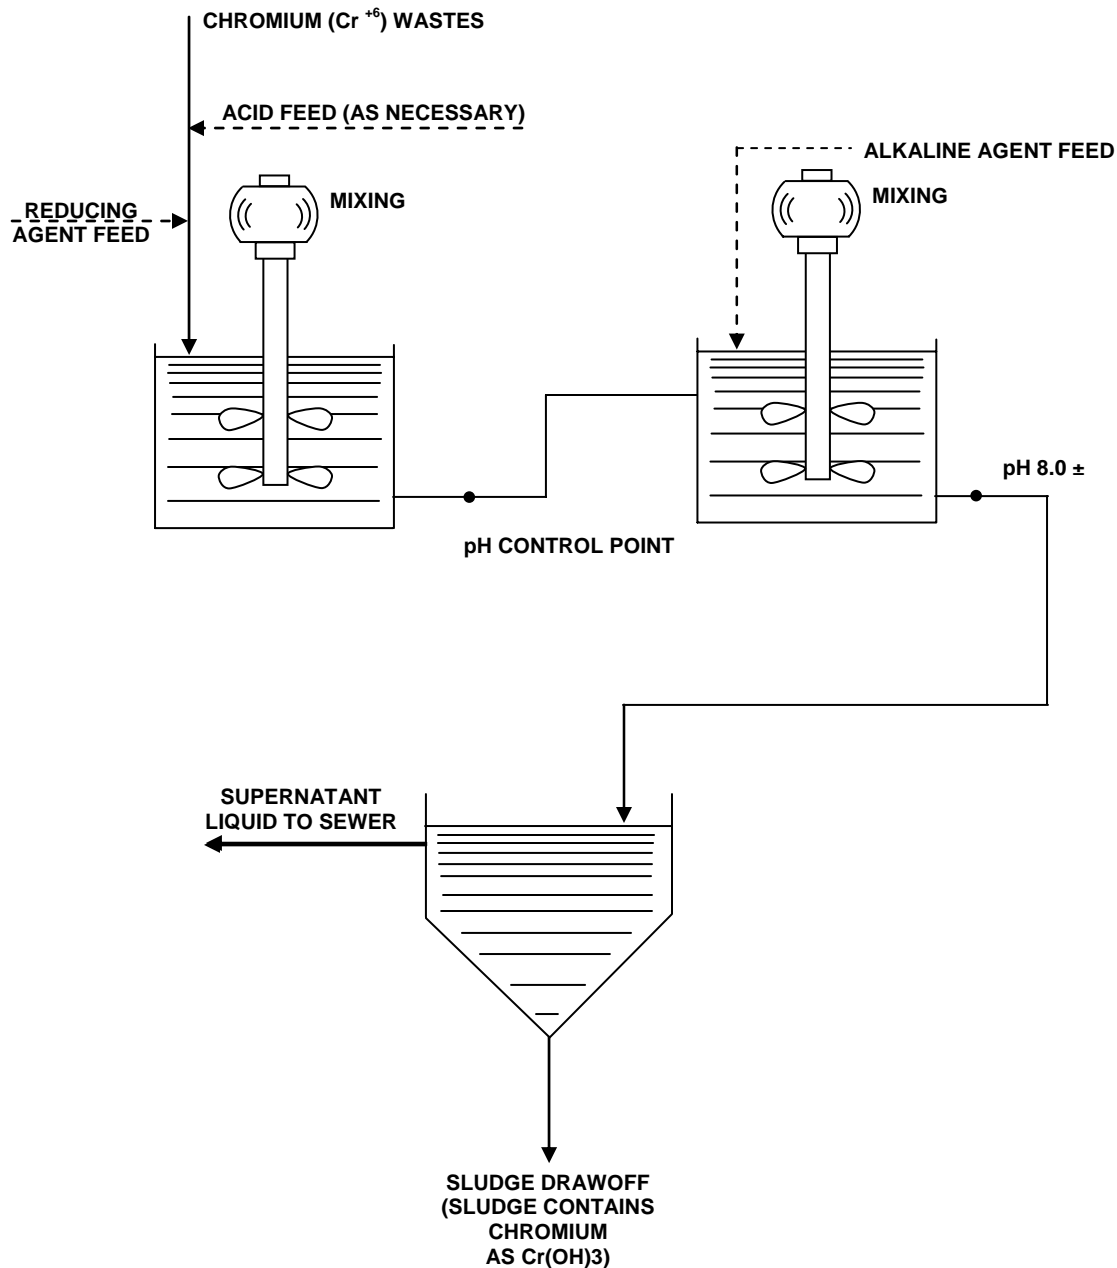 CHROMIUM (Cr +6) WASTES
ACID FEED (AS NECESSARY)
ALKALINE AGENT FEED
MIXING
MIXING
REDUCING
AGENT FEED
pH 8.0 ±
pH CONTROL POINT
SUPERNATANT
LIQUID TO SEWER
SLUDGE DRAWOFF
(SLUDGE CONTAINS
CHROMIUM
AS Cr(OH)3)